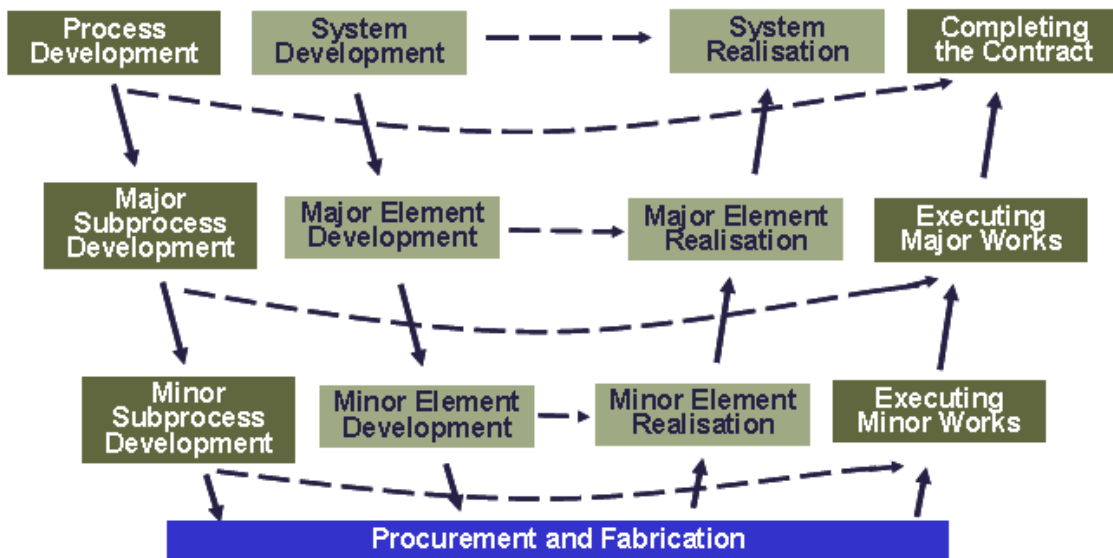 Process
Development
System
Development
System
Realisation
Completing
the Contract
Major
Subprocess
Development
Major Element
Development
Major Element
Realisation
Executing
Major Works
Minor
Subprocess
Development
Minor Element
Development
Minor Element
Realisation
Executing
Minor Works
Procurement and Fabrication